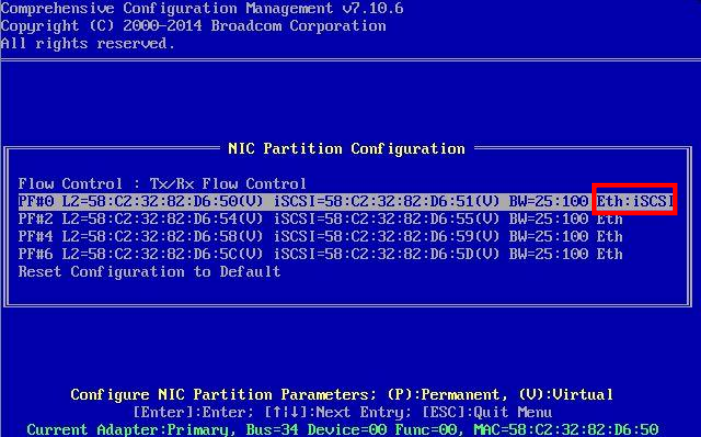 Comprehensive Configuration Management v7.10.6
Copyright (C) 2000-2014 Broadcom Corporation
All rights reserved.
NIC Partition Configuration
Flow Control : Tx/Rx Flow Control
PF#0 L2=58:C2:32:82:D6:50(V) iSCSI=58:C2:32:82:D6:51(V) BW=25:100 Eth:iSCSI
PF#2 L2=58:C2:32:82:D6:54(V) iSCSI=58:C2:32:82:D6:55(V) BW=25:100 Eth
PF#4 L2=58:C2:32:82:D6:58(V) iSCSI=58:C2:32:82:D6:59(V) BW=25:100 Eth
PF#6 L2=58:C2:32:82:D6:5C(V) iSCSI=58:C2:32:82:D6:5D(V) BW=25:100 Eth
Reset Configuration to Default
Configure NIC Partition Parameters; (P):Permanent, (V):Virtual
[Enter]:Enter; [↑¦↓]:Next Entry; [ESC]:Quit Menu
Current Adapter:Primary, Bus=34 Device=00 Func=00, MAC=58:C2:32:82:D6:50